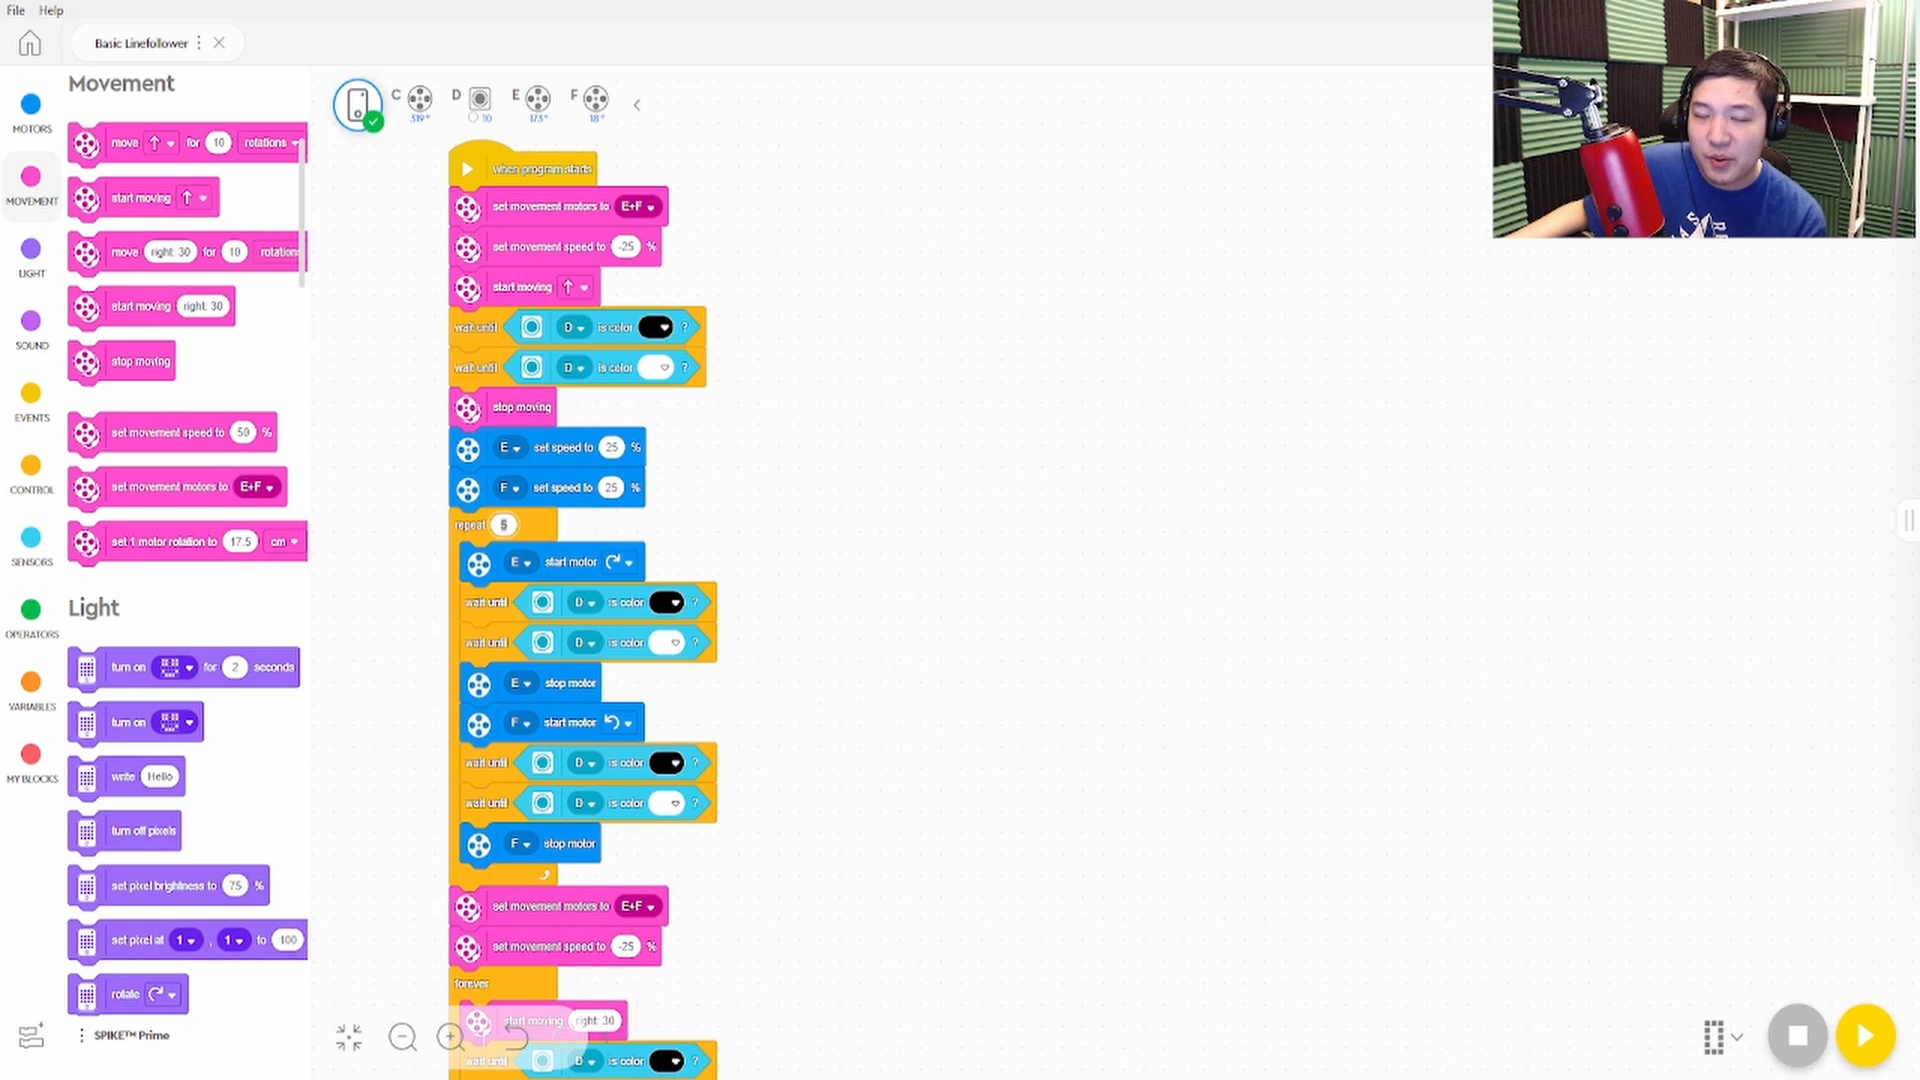 File Help
Basic Linefollower
MOTORS
MOVEMENT
LIGHT
SOUND
EVENTS
CONTROL
SENSORS
OPERATORS
VARIABLES
MY BLOCKS
Movement
move for 10 rotations
start moving
move right: 30 for 10 rotation
start moving right: 30
stop moving
set movement speed to 50 %
set movement motors to E+F
set 1 motor rotation to 17.5 cm
Light
turn on for 2 seconds
turn on
write Hello
turn off pixels
set pixel brightness to 75 %
set pixel at 1 , 1 to 100
rotate
SPIKE™ Prime
C D E F
319° 10 173° 18°
when program starts
set movement motors to E+F
set movement speed to -25 %
start moving
wait until D is color ?
wait until D is color ?
stop moving
E set speed to 25 %
F set speed to 25 %
repeat 5
E start motor
wait until D is color ?
wait until D is color ?
E stop motor
F start motor
wait until D is color ?
wait until D is color ?
F stop motor
set movement motors to E+F
set movement speed to -25 %
forever
start moving right: 30
wait until D is color ?